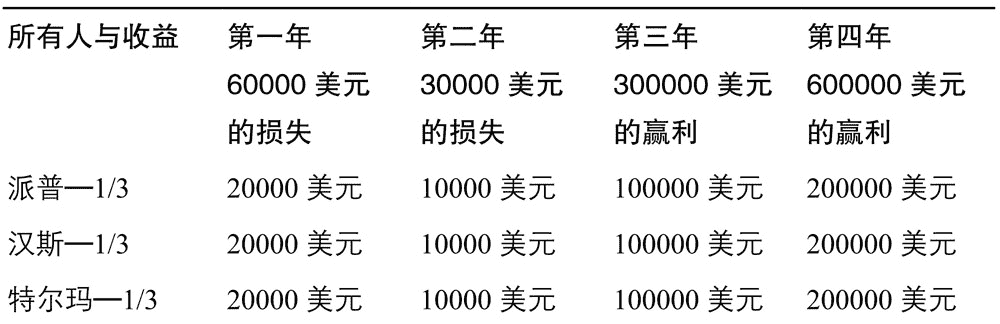 所有人与收益 第一年 第二年 第三年 第四年
60000 美元 30000 美元 300000 美元 600000 美元
的损失 的损失 的赢利 的赢利
派普—1/3 20000 美元 10000 美元 100000 美元 200000 美元
汉斯—1/3 20000 美元 10000 美元 100000 美元 200000 美元
特尔玛—1/3 20000 美元 10000 美元 100000 美元 200000 美元